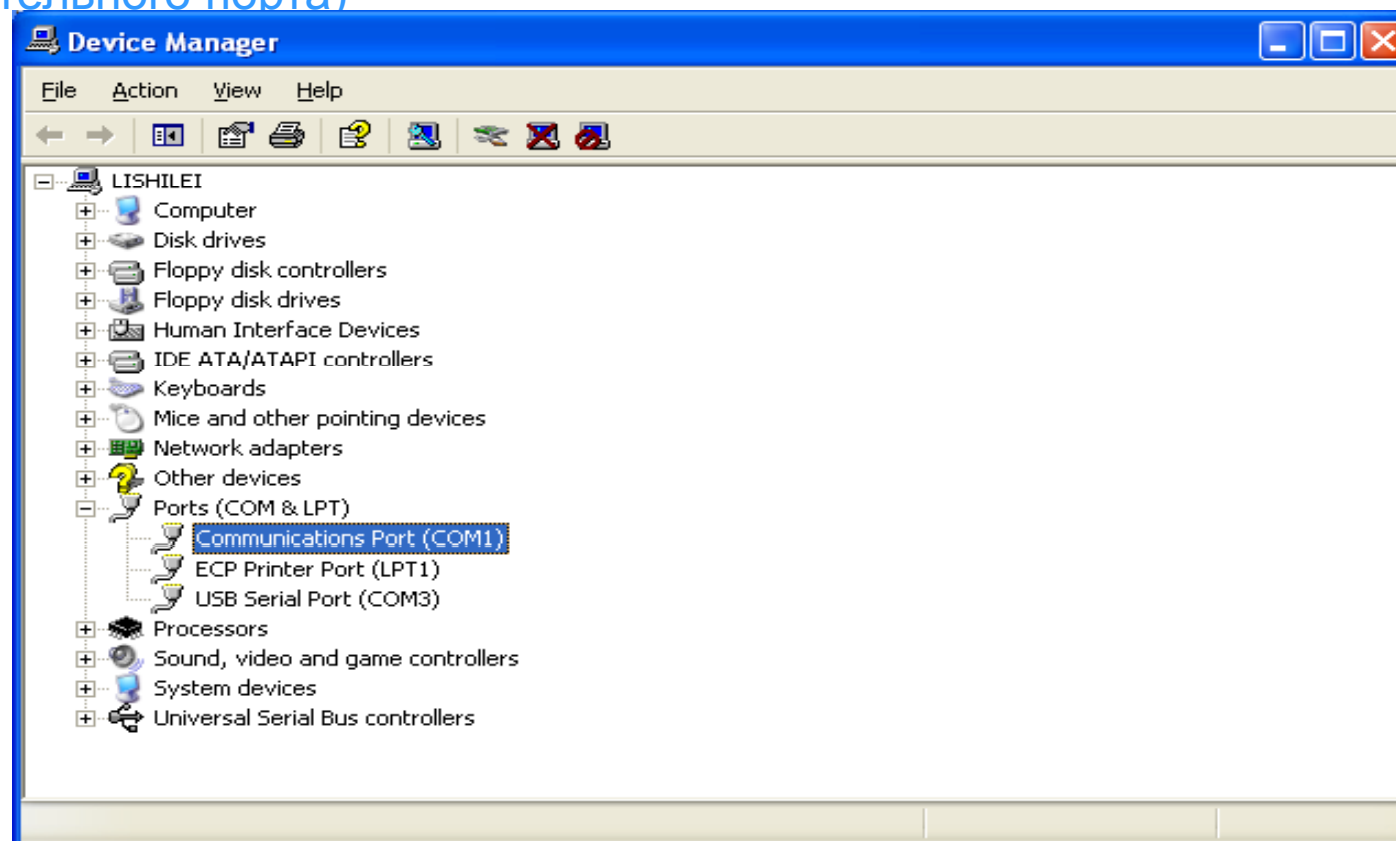 тельного порта)
Device Manager
File Action View Help
LISHILEI
Computer
Disk drives
Floppy disk controllers
Floppy disk drives
Human Interface Devices
IDE ATA/ATAPI controllers
Keyboards
Mice and other pointing devices
Network adapters
Other devices
Ports (COM & LPT)
Communications Port (COM1)
ECP Printer Port (LPT1)
USB Serial Port (COM3)
Processors
Sound, video and game controllers
System devices
Universal Serial Bus controllers